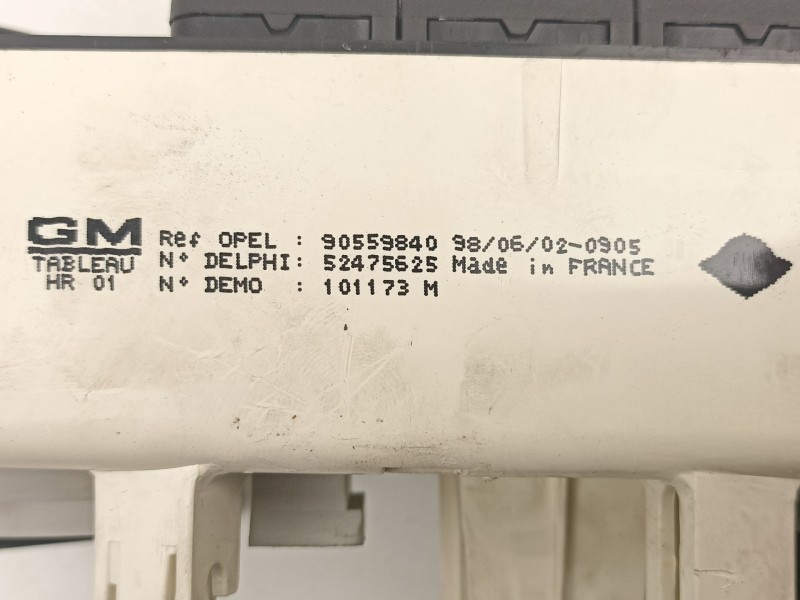 GM
TABLEAU
HR 01
Ref OPEL : 90559840 98/06/02-0905
N° DELPHI: 52475625 Made in FRANCE
N° DEMO : 101173 M